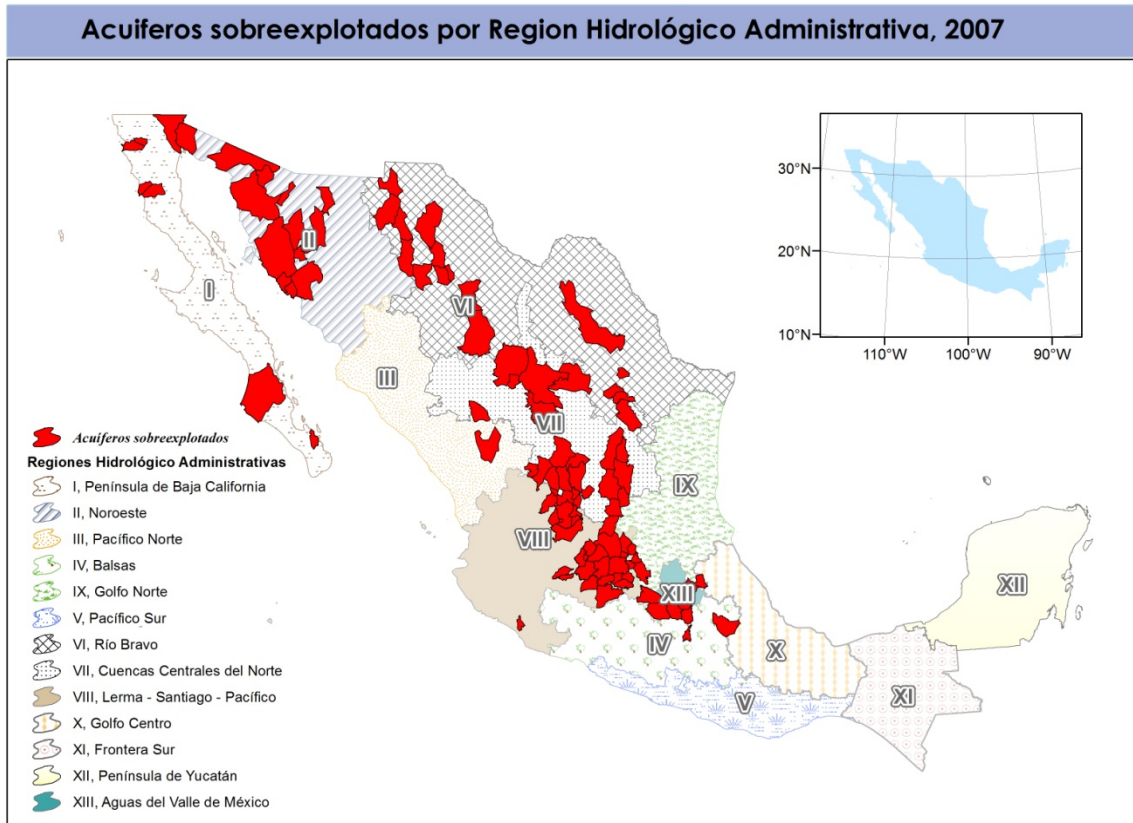 Acuiferos sobreexplotados por Region Hidrológico Administrativa, 2007
30°N
20°N
10°N
110°W
100°W
90°W
I
II
III
IV
V
VI
VII
VIII
IX
X
XI
XII
XIII
Acuíferos sobreexplotados
Regiones Hidrológico Administrativas
I, Península de Baja California
II, Noroeste
III, Pacífico Norte
IV, Balsas
IX, Golfo Norte
V, Pacífico Sur
VI, Río Bravo
VII, Cuencas Centrales del Norte
VIII, Lerma - Santiago - Pacífico
X, Golfo Centro
XI, Frontera Sur
XII, Península de Yucatán
XIII, Aguas del Valle de México